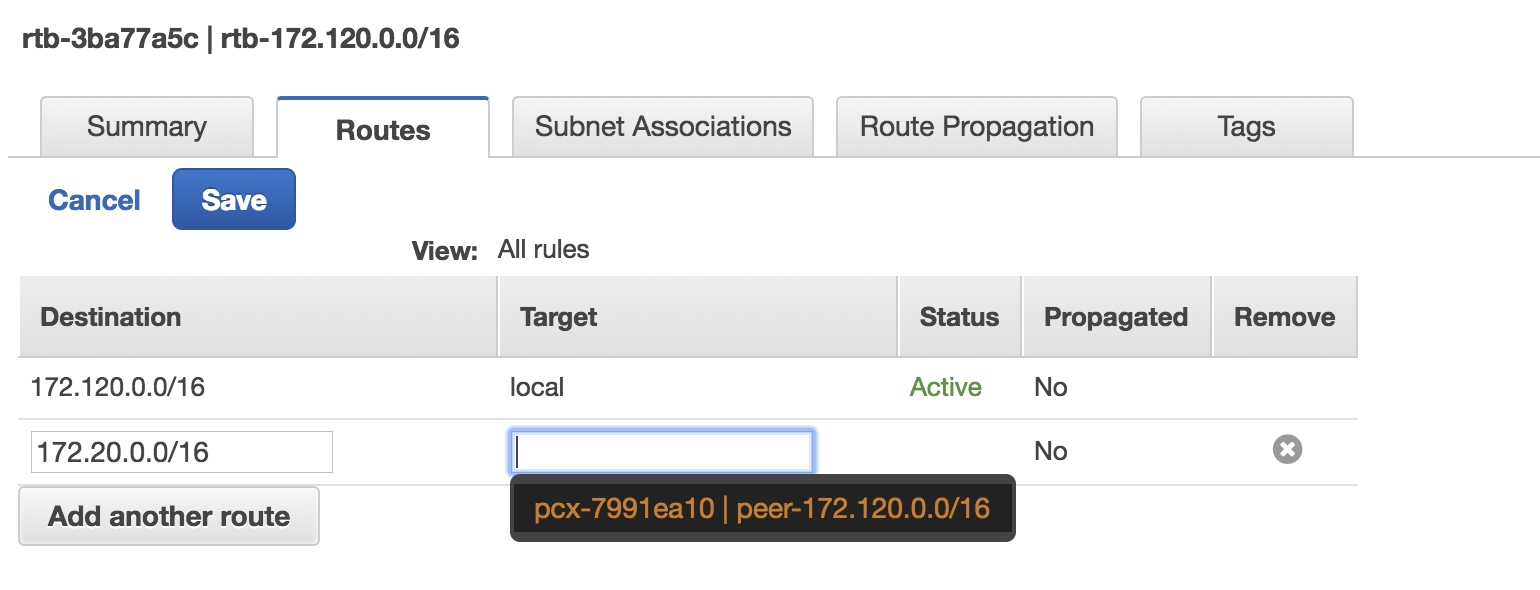 rtb-3ba77a5c | rtb-172.120.0.0/16
Summary Routes Subnet Associations Route Propagation Tags
Cancel Save
View: All rules
Destination Target Status Propagated Remove
172.120.0.0/16 local Active No
172.20.0.0/16 No
pcx-7991ea10 | peer-172.120.0.0/16
Add another route